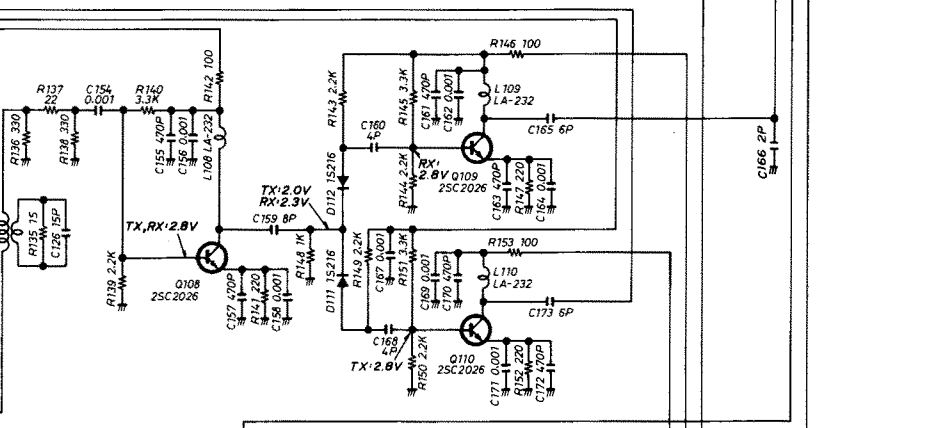 R146 100
R137
22
C154
0.001
R140
3.3K
R142 100
R143 2.2K
R145 3.3K
C161 470P
C162 0.001
L109
LA-232
R136 330
R138 330
C155 470P
C156 0.001
L108 LA-232
C160
4P
C165 6P
C166 2P
RX:
2.8V
Q109
2SC2026
R144 2.2K
C163 470P
R147 220
C164 0.001
D112 1S216
TX:2.0V
RX:2.3V
R135 15
C126 15P
TX,RX:2.8V
C159 8P
R148 1K
R149 2.2K
C167 0.001
R151 3.3K
R153 100
C169 0.001
C170 470P
L110
LA-232
R139 2.2K
Q108
2SC2026
C157 470P
R141 220
C158 0.001
D111 1S216
C173 6P
C168
4P
TX:2.8V
R150 2.2K
Q110
2SC2026
C171 0.001
R152 220
C172 470P